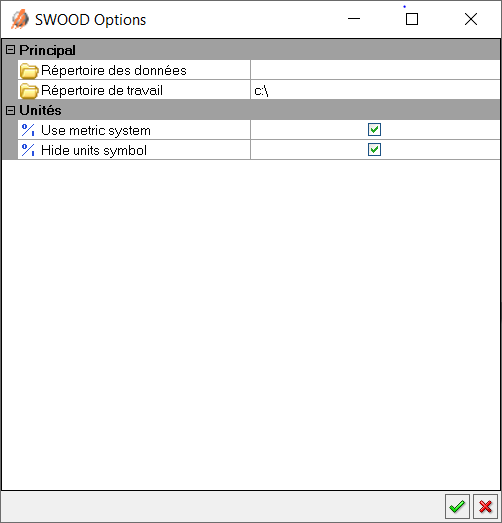 SWOOD Options
Principal
Répertoire des données
Répertoire de travail c:\
Unités
Use metric system
Hide units symbol